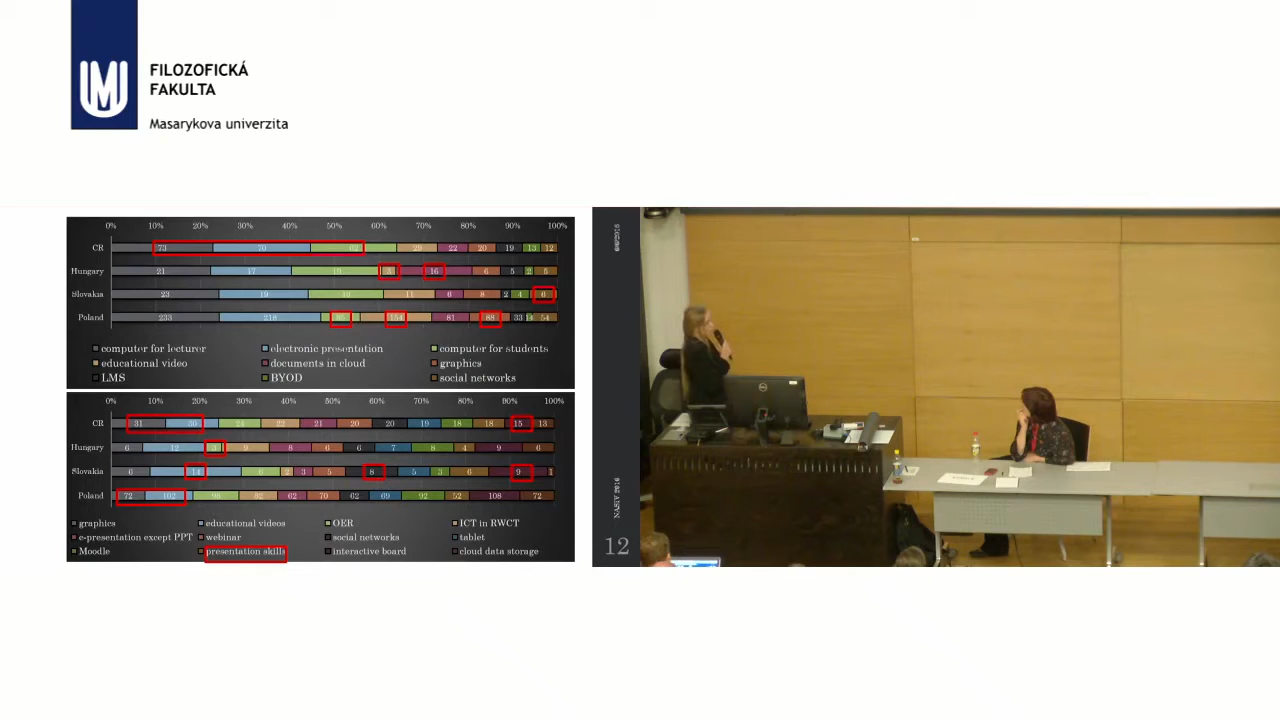 FILOZOFICKÁ
FAKULTA
Masarykova univerzita
0% 10% 20% 30% 40% 50% 60% 70% 80% 90% 100%
CR 73 70 62 29 22 20 19 13 12
Hungary 21 17 3 16 6 5 2 5
Slovakia 23 19 16 11 6 8 2 4 6
Poland 233 218 154 81 88 33 14 54
computer for lecturer electronic presentation computer for students
educational video documents in cloud graphics
LMS BYOD social networks
0% 10% 20% 30% 40% 50% 60% 70% 80% 90% 100%
CR 31 30 24 22 21 20 20 19 18 18 15 13
Hungary 6 12 3 9 8 6 6 7 8 4 9 6
Slovakia 6 14 6 2 3 5 8 5 3 6 9 1
Poland 72 102 98 82 62 70 62 69 92 52 108 72
graphics educational videos OER ICT in RWCT
e-presentation except PPT webinar social networks tablet
Moodle presentation skills interactive board cloud data storage
NASIV 2016
12
DELL